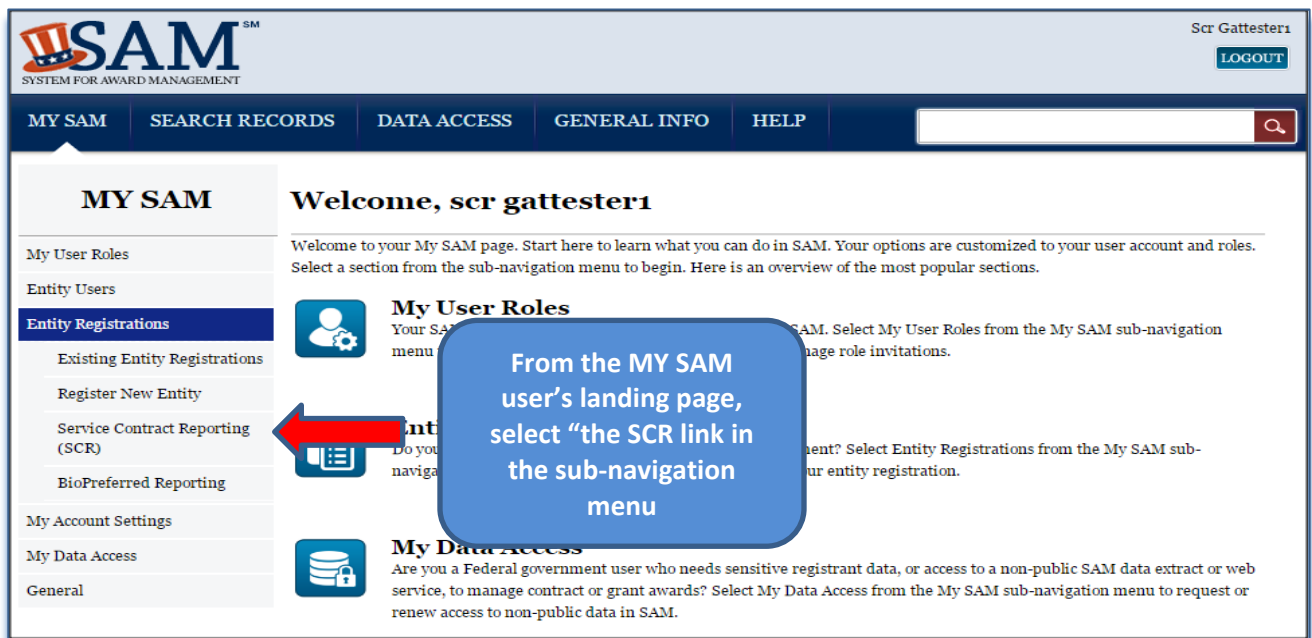 SAM SM
SYSTEM FOR AWARD MANAGEMENT
Scr Gattester1
LOGOUT
MY SAM SEARCH RECORDS DATA ACCESS GENERAL INFO HELP
MY SAM
My User Roles
Entity Users
Entity Registrations
Existing Entity Registrations
Register New Entity
Service Contract Reporting
(SCR)
BioPreferred Reporting
My Account Settings
My Data Access
General
Welcome, scr gattester1
Welcome to your My SAM page. Start here to learn what you can do in SAM. Your options are customized to your user account and roles.
Select a section from the sub-navigation menu to begin. Here is an overview of the most popular sections.
My User Roles
Your SAM. Select My User Roles from the My SAM sub-navigation
menu role invitations.
Do you Select Entity Registrations from the My SAM sub-
entity registration.
My Data Access
Are you a Federal government user who needs sensitive registrant data, or access to a non-public SAM data extract or web
service, to manage contract or grant awards? Select My Data Access from the My SAM sub-navigation menu to request or
renew access to non-public data in SAM.
From the MY SAM
user's landing page,
select "the SCR link in
the sub-navigation
menu